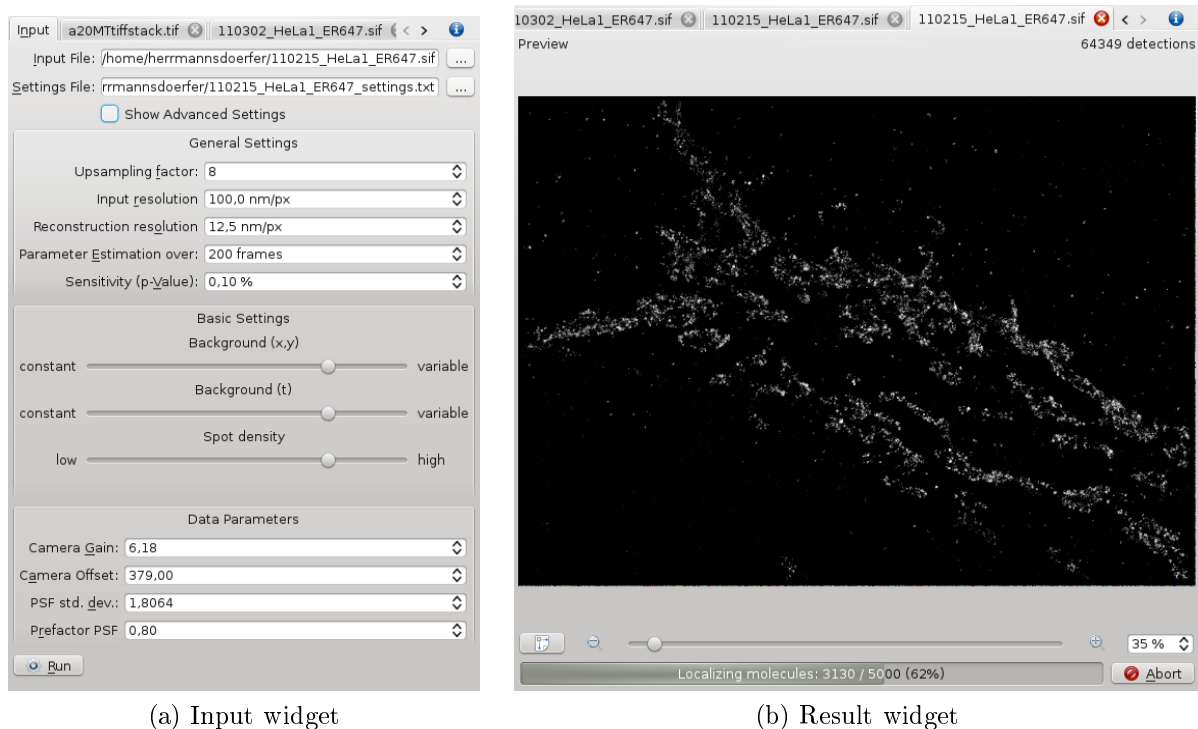 Input a20MTtiffstack.tif 110302_HeLa1_ER647.sif
Input File: /home/herrmannsdoerfer/110215_HeLa1_ER647.sif ...
Settings File: rrmannsdoerfer/110215_HeLa1_ER647_settings.txt ...
Show Advanced Settings
General Settings
Upsampling factor: 8
Input resolution 100,0 nm/px
Reconstruction resolution 12,5 nm/px
Parameter Estimation over: 200 frames
Sensitivity (p-Value): 0,10 %
Basic Settings
Background (x,y)
constant variable
Background (t)
constant variable
Spot density
low high
Data Parameters
Camera Gain: 6,18
Camera Offset: 379,00
PSF std. dev.: 1,8064
Prefactor PSF 0,80
Run
(a) Input widget
10302_HeLa1_ER647.sif 110215_HeLa1_ER647.sif 110215_HeLa1_ER647.sif
Preview 64349 detections
35 %
Localizing molecules: 3130 / 5000 (62%) Abort
(b) Result widget